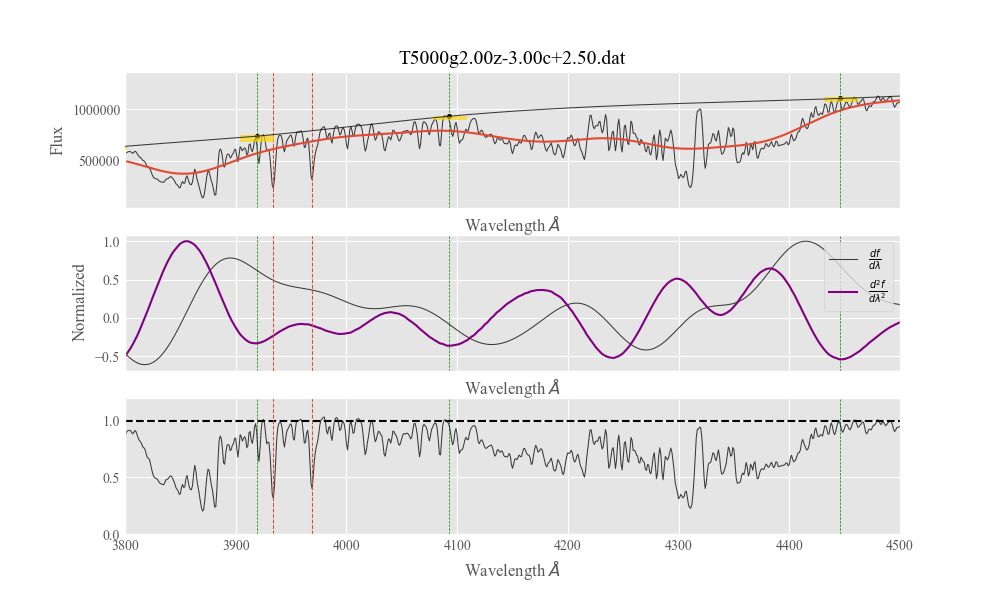 T5000g2.00z-3.00c+2.50.dat
1000000
500000
Flux
Wavelength Å
1.0
0.5
0.0
−0.5
Normalized
df/dλ
d²f/dλ²
Wavelength Å
1.0
0.5
0.0
3800 3900 4000 4100 4200 4300 4400 4500
Wavelength Å